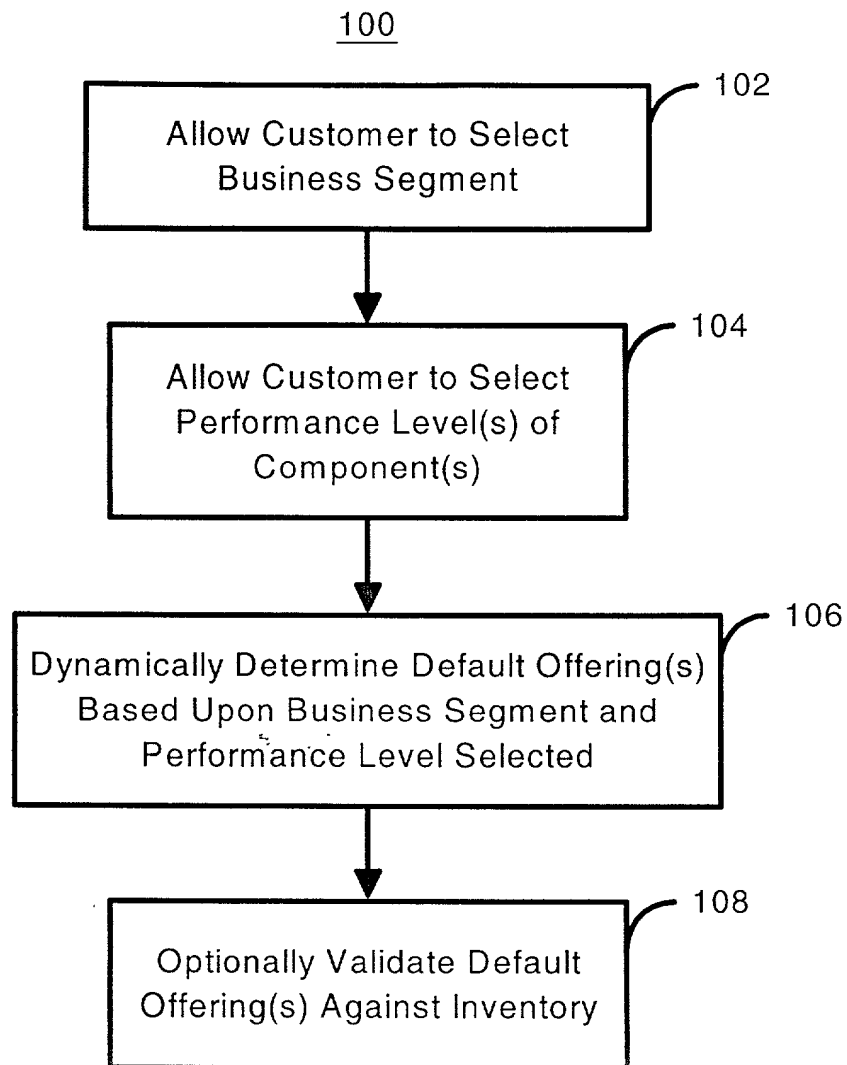 100
102
Allow Customer to Select
Business Segment
104
Allow Customer to Select
Performance Level(s) of
Component(s)
106
Dynamically Determine Default Offering(s)
Based Upon Business Segment and
Performance Level Selected
108
Optionally Validate Default
Offering(s) Against Inventory